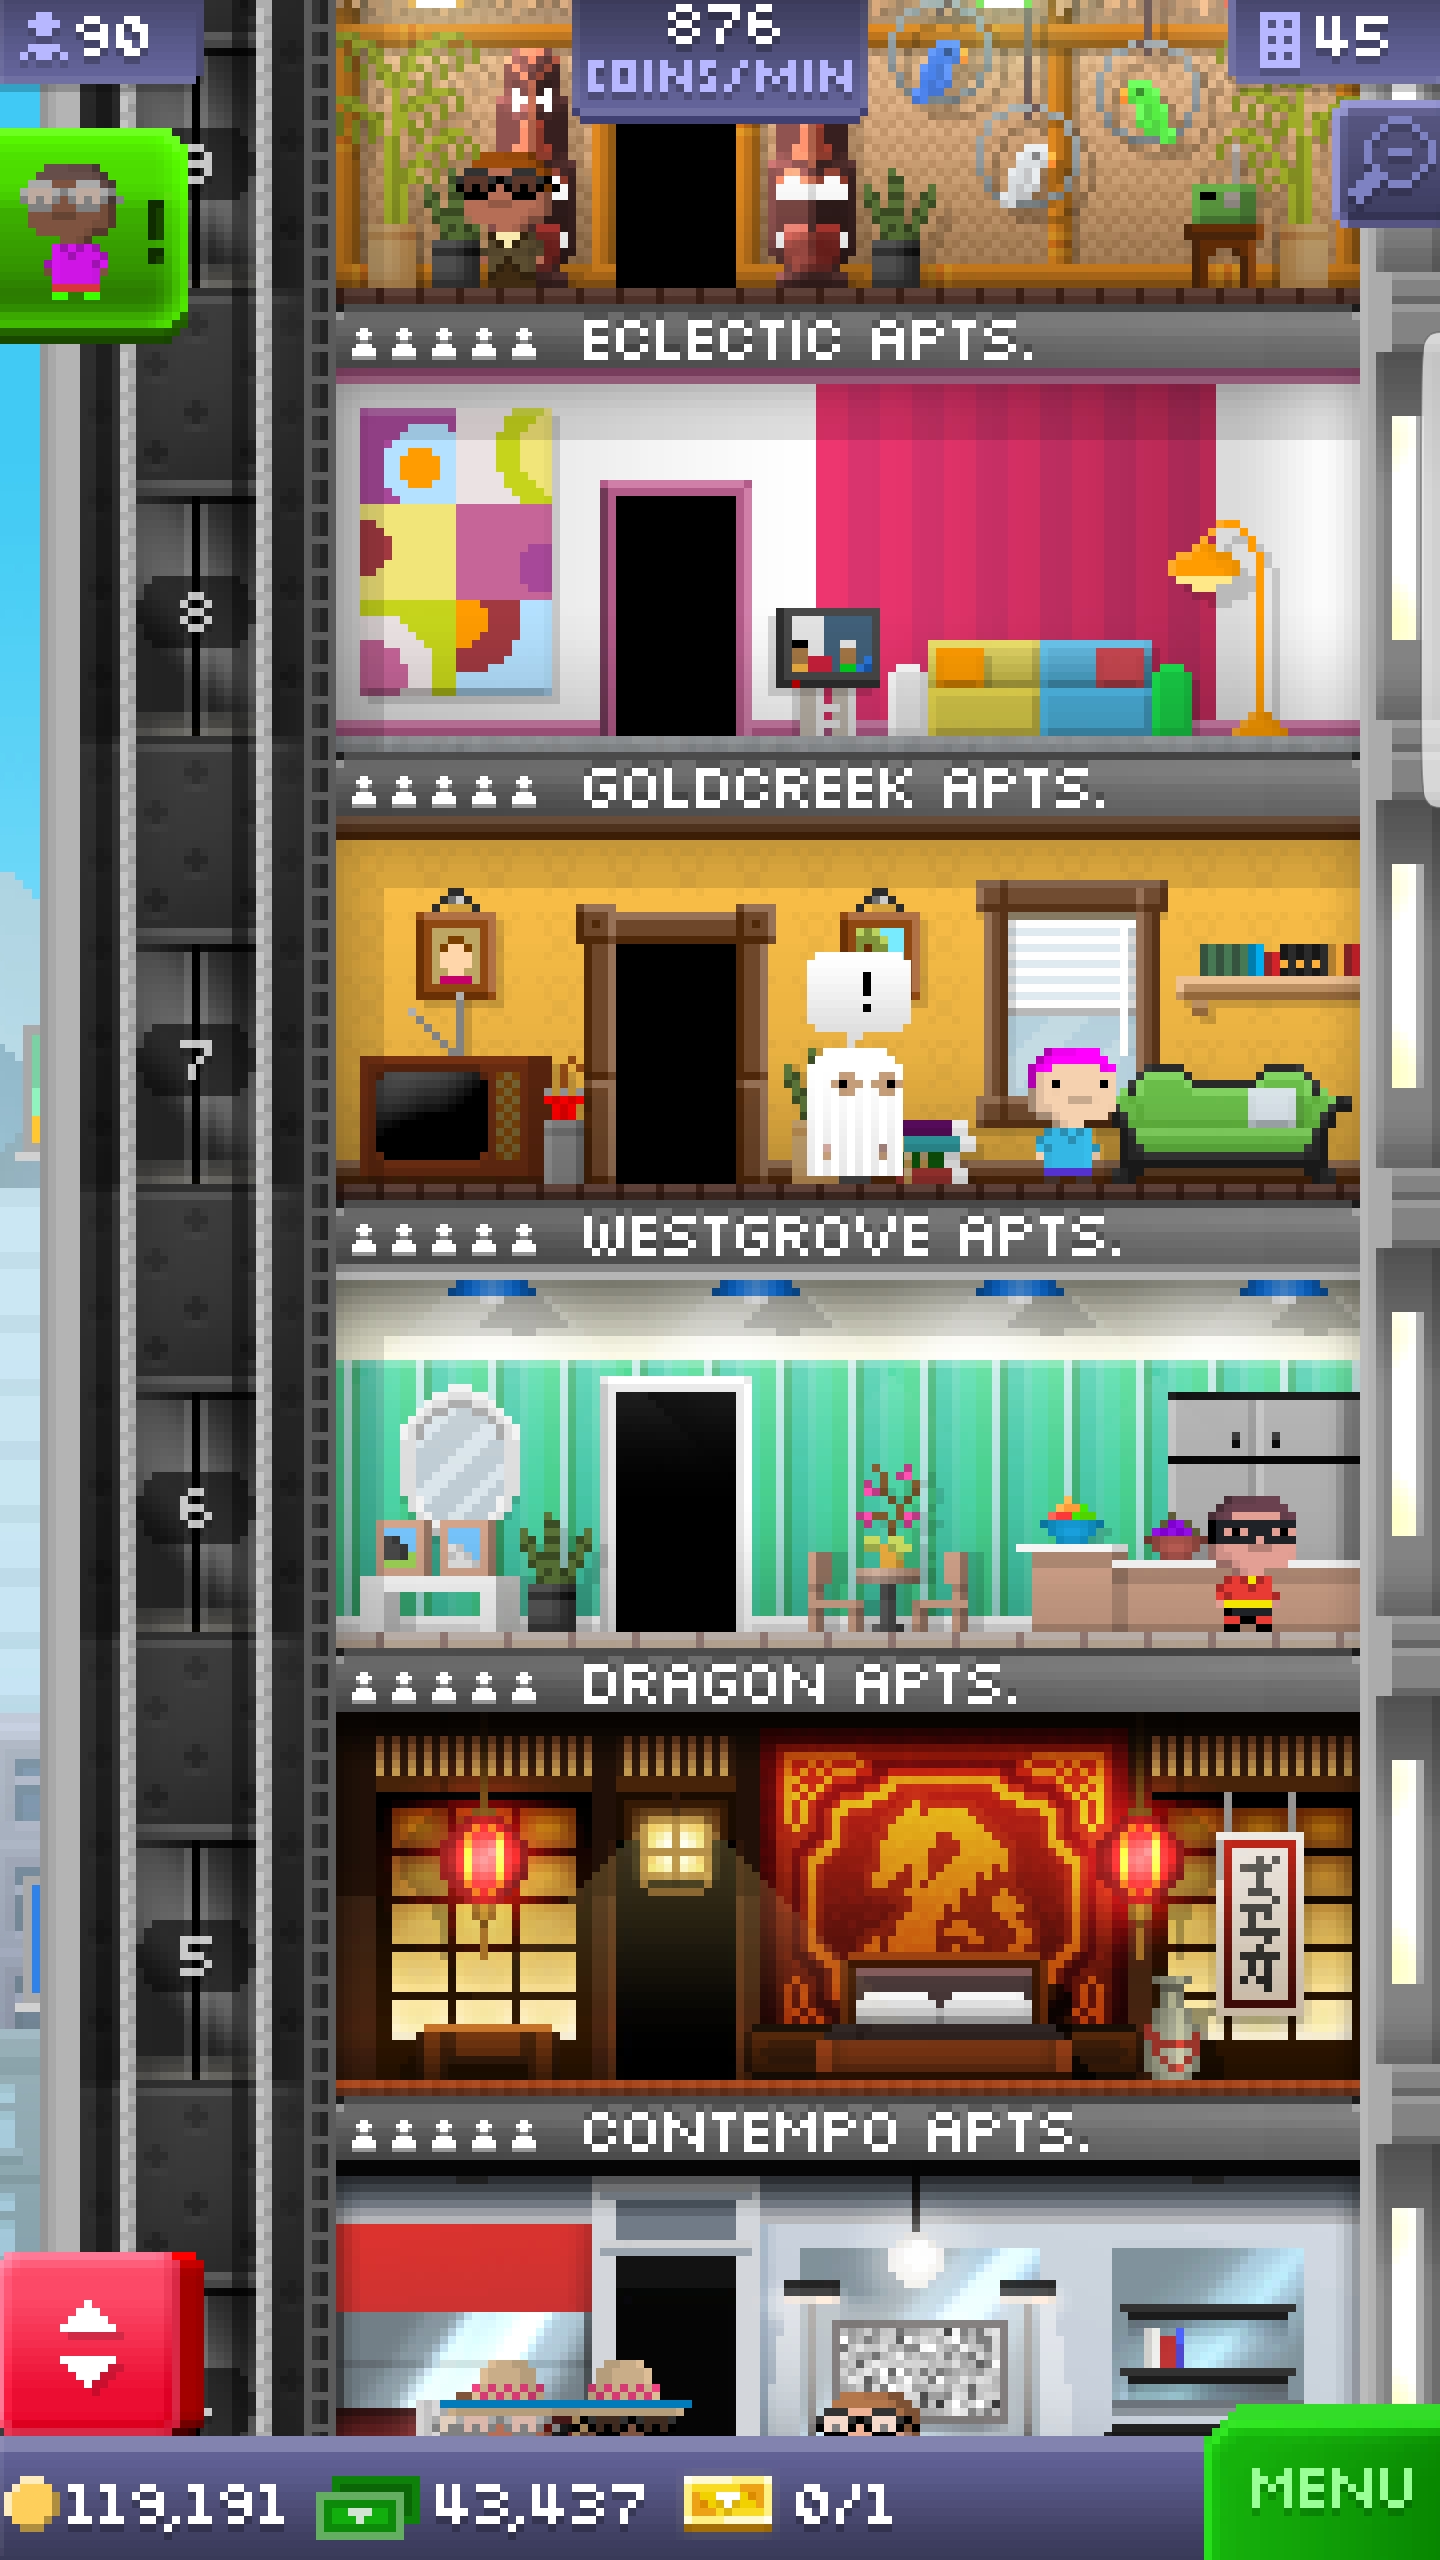 90
876
COINS/MIN
45
9
!
ECLECTIC APTS.
8
GOLDCREEK APTS.
!
7
WESTGROVE APTS.
6
DRAGON APTS.
5
CONTEMPO APTS.
119,191
43,437
0/1
MENU